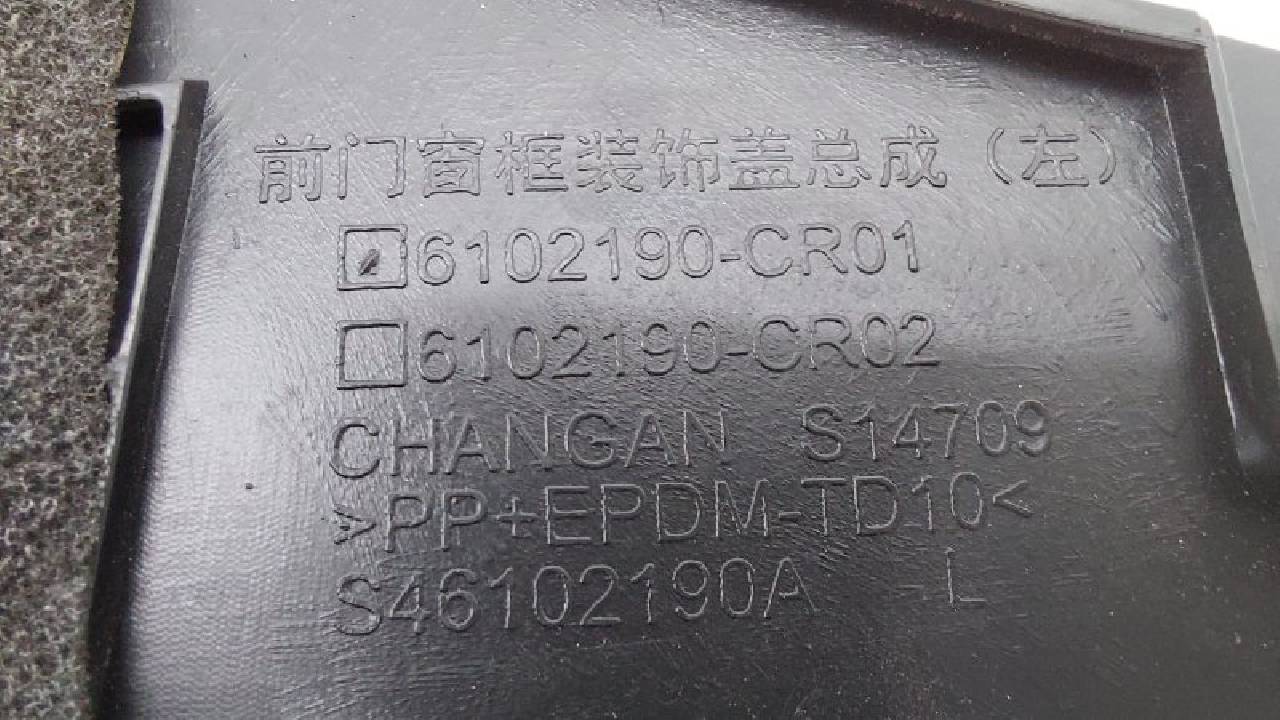 前门窗框装饰盖总成（左）
6102190-CR01
6102190-CR02
CHANGAN S14709
>PP+EPDM-TD10<
S46102190A -L